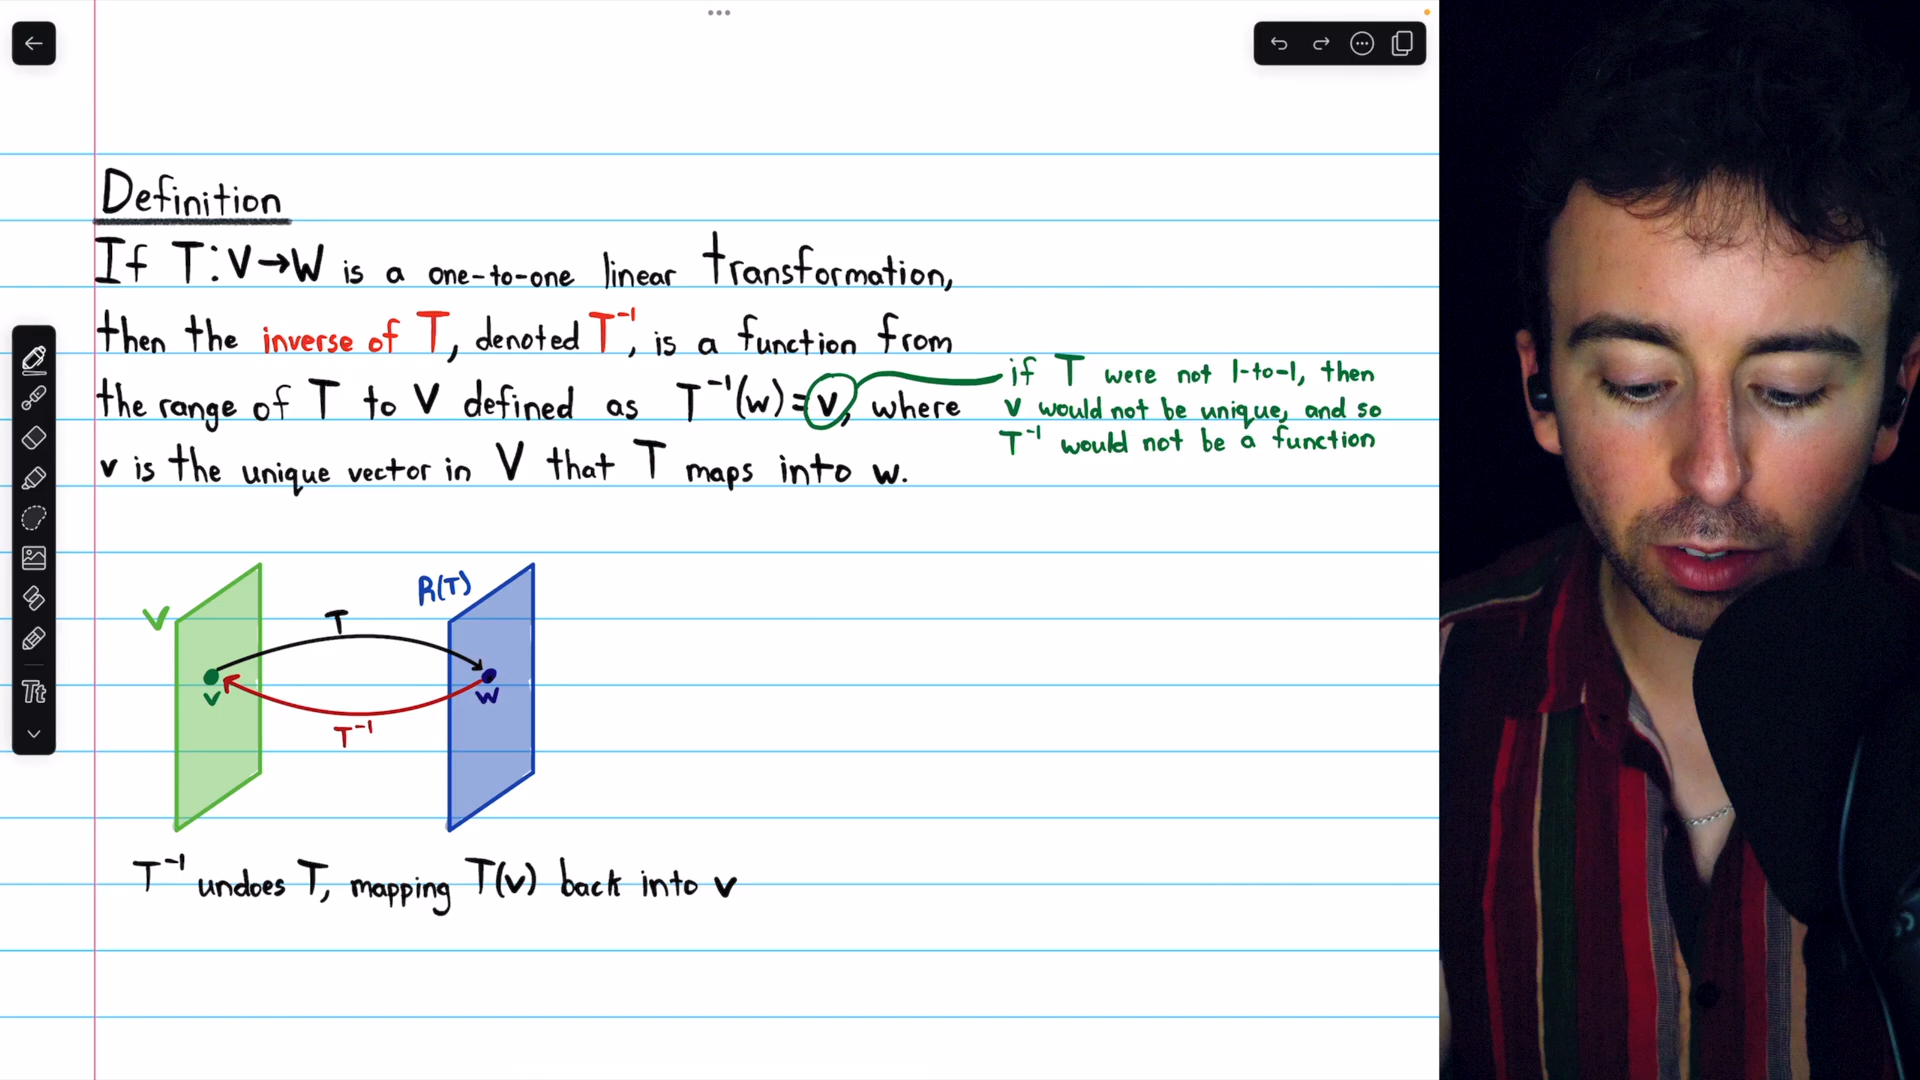 Definition
If T:V→W is a one-to-one linear transformation,
then the inverse of T, denoted T⁻¹, is a function from
the range of T to V defined as T⁻¹(w)=v, where
v is the unique vector in V that T maps into w.
if T were not 1-to-1, then
v would not be unique, and so
T⁻¹ would not be a function
V
R(T)
T
v
w
T⁻¹
T⁻¹ undoes T, mapping T(v) back into v
Tt